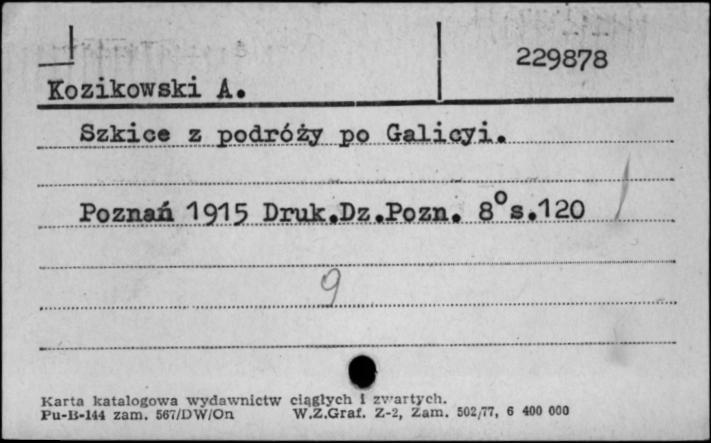 229878
Kozikowski A.
Szkice z podróży po Galicyi.
Poznań 1915 Druk.Dz.Pozn. 8° s.120
9
Karta katalogowa wydawnictw ciągłych i zwartych.
Pu-B-144 zam. 567/DW/On W.Z.Graf. Z-2, Zam. 502/77, 6 400 000